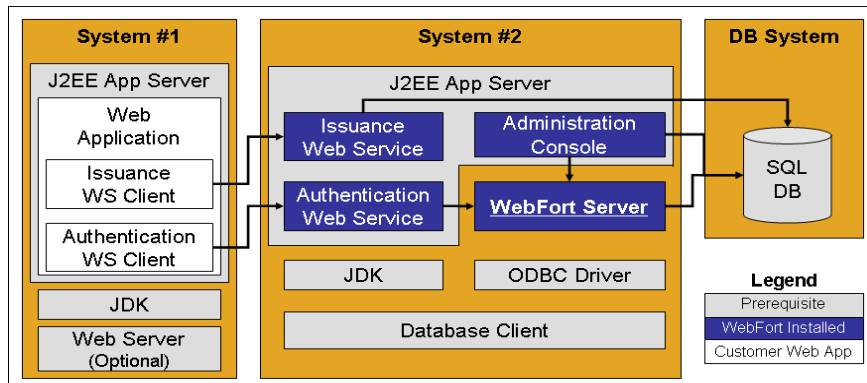 System #1
J2EE App Server
Web
Application
Issuance
WS Client
Authentication
WS Client
JDK
Web Server
(Optional)
System #2
J2EE App Server
Issuance
Web Service
Administration
Console
Authentication
Web Service
WebFort Server
JDK
ODBC Driver
Database Client
DB System
SQL
DB
Legend
Prerequisite
WebFort Installed
Customer Web App